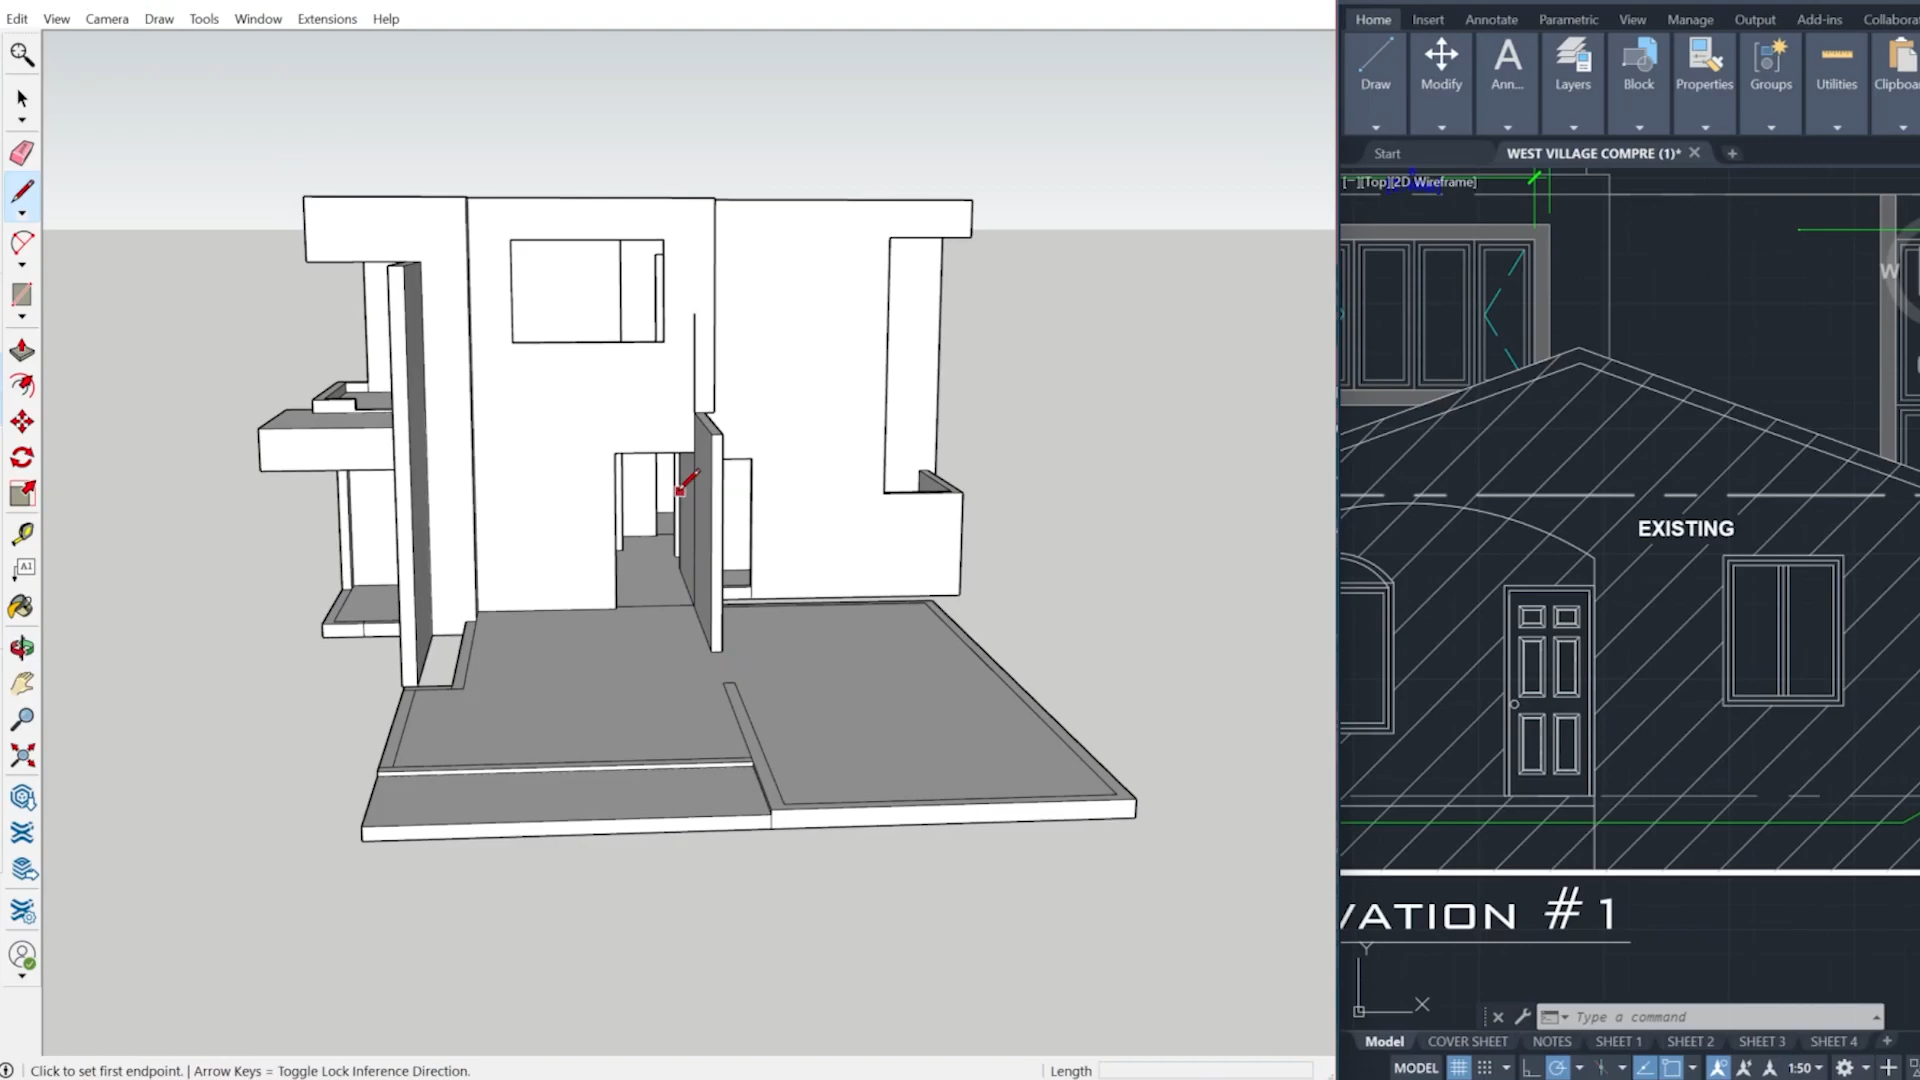 Edit View Camera Draw Tools Window Extensions Help
Home Insert Annotate Parametric View Manage Output Add-ins
Draw Modify Ann... Layers Block Properties Groups Utilities
Start WEST VILLAGE COMPRE (1)*
[−][Top][2D Wireframe]
W
A1
EXISTING
VATION #1
Y
X
Type a command
Model COVER SHEET NOTES SHEET 1 SHEET 2 SHEET 3 SHEET 4
MODEL 1:50
Click to set first endpoint. | Arrow Keys = Toggle Lock Inference Direction. Length